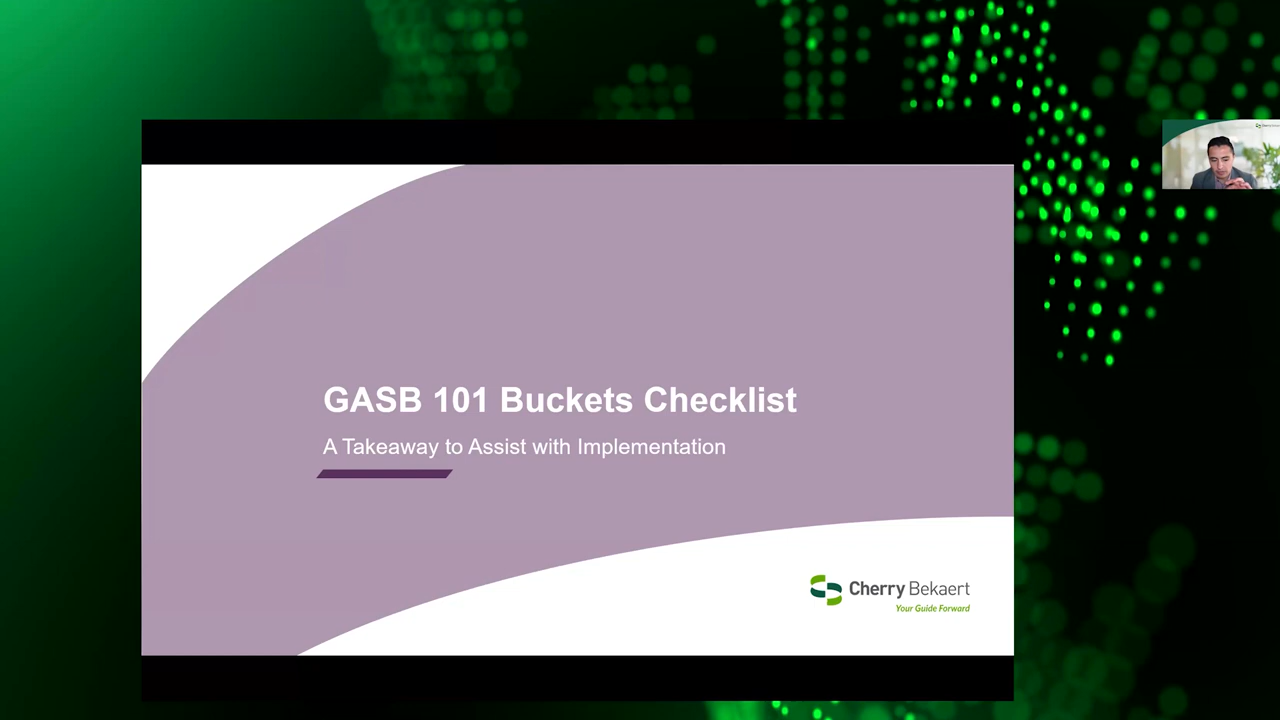 GASB 101 Buckets Checklist
A Takeaway to Assist with Implementation
Cherry Bekaert
Your Guide Forward